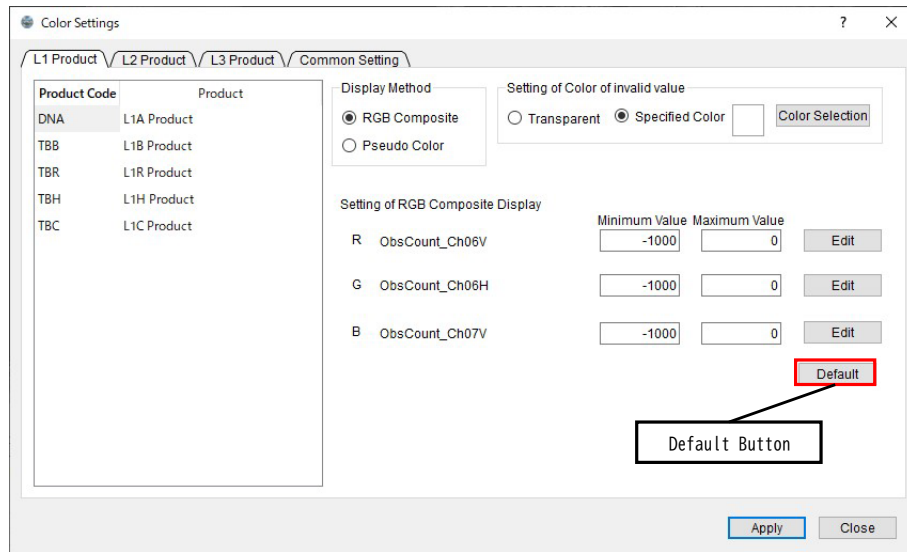 Color Settings
? ×
L1 Product L2 Product L3 Product Common Setting
Product Code Product
DNA L1A Product
TBB L1B Product
TBR L1R Product
TBH L1H Product
TBC L1C Product
Display Method
RGB Composite
Pseudo Color
Setting of Color of invalid value
Transparent Specified Color Color Selection
Setting of RGB Composite Display
Minimum Value Maximum Value
R ObsCount_Ch06V -1000 0 Edit
G ObsCount_Ch06H -1000 0 Edit
B ObsCount_Ch07V -1000 0 Edit
Default
Default Button
Apply Close